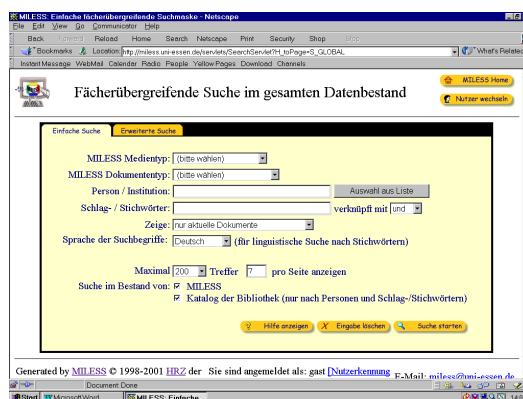 MILESS: Einfache fächerübergreifende Suchmaske - Netscape
File Edit View Go Communicator Help
Back Forward Reload Home Search Netscape Print Security Shop Stop
Bookmarks Location: http://miless.uni-essen.de/servlets/SearchServlet?H_toPage=S_GLOBAL What's Related
Instant Message WebMail Calendar Radio People Yellow Pages Download Channels
MILESS Home
Fächerübergreifende Suche im gesamten Datenbestand
Nutzer wechseln
Einfache Suche Erweiterte Suche
MILESS Medientyp: (bitte wählen)
MILESS Dokumententyp: (bitte wählen)
Person / Institution: Auswahl aus Liste
Schlag- / Stichwörter: verknüpft mit und
Zeige: nur aktuelle Dokumente
Sprache der Suchbegriffe: Deutsch (für linguistische Suche nach Stichwörtern)
Maximal 200 Treffer 7 pro Seite anzeigen
Suche im Bestand von: MILESS
Katalog der Bibliothek (nur nach Personen und Schlag-/Stichwörtern)
? Hilfe anzeigen X Eingabe löschen Suche starten
Generated by MILESS © 1998-2001 HRZ der Sie sind angemeldet als: gast [Nutzerkennung E-Mail: miless@uni-essen.de
Document Done
Start Microsoft Word MILESS: Einfache